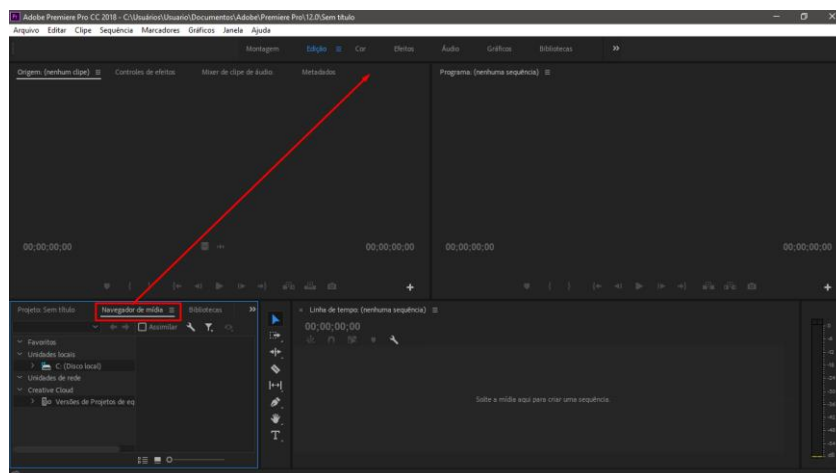 Adobe Premiere Pro CC 2018 - C:\Usuários\Usuario\Documentos\Adobe\Premiere Pro\12.0\Sem título
Arquivo Editar Clipe Sequência Marcadores Gráficos Janela Ajuda
Montagem Edição Cor Efeitos Áudio Gráficos Bibliotecas
Origem: (nenhum clipe) Controles de efeitos Mixer de clipe de áudio: Metadados
Programa: (nenhuma sequência)
00;00;00;00 00;00;00;00
00;00;00;00 00;00;00;00
Projeto: Sem título Navegador de mídia Bibliotecas
Assimilar
Favoritos
Unidades locais
C: (Disco local)
Unidades de rede
Creative Cloud
Versões de Projetos de eq
Linha de tempo: (nenhuma sequência)
00;00;00;00
Solte a mídia aqui para criar uma sequência.